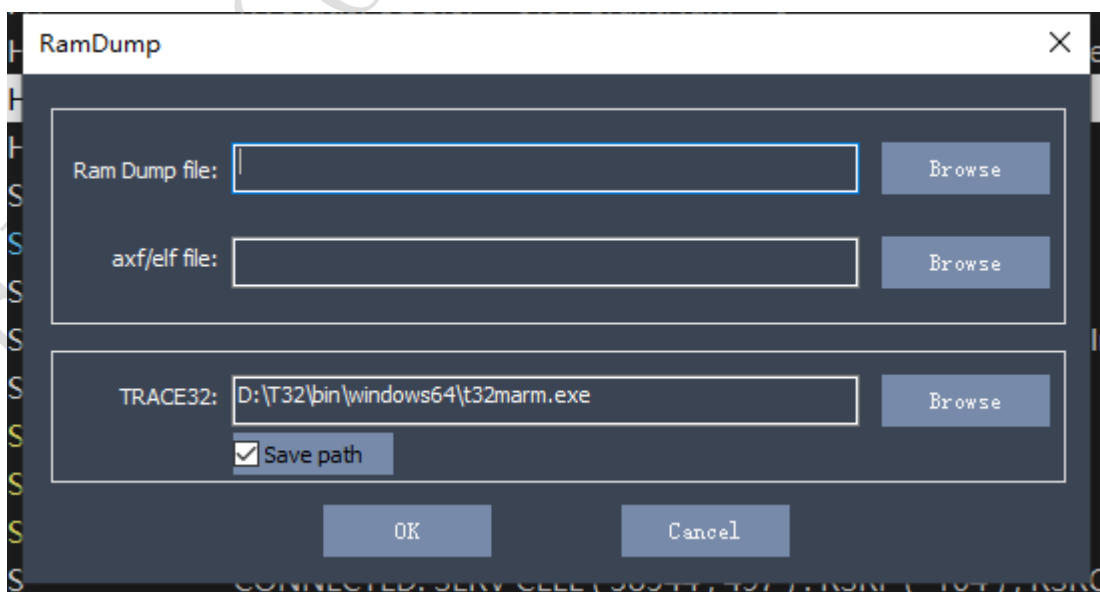 RamDump
Ram Dump file:
Browse
axf/elf file:
Browse
TRACE32:
D:\T32\bin\windows64\t32marm.exe
Browse
Save path
OK
Cancel